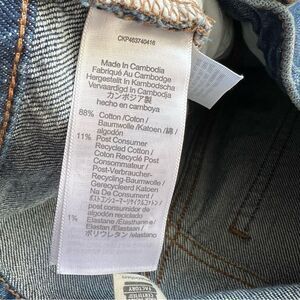 CKP463740416
Made in Cambodia
Fabriqué Au Cambodge
Hergestellt In Kambodscha
Vervaardigd In Cambodja
カンボジア製
hecho en camboya
88% Cotton /Coton /
Baumwolle /Katoen /綿 /
algodón
11% Post Consumer
Recycled Cotton /
Coton Recyclé Post
Consommateur /
Post-Verbraucher-
Recycling-Baumwolle /
Gerecycleerd Katoen
Na Consument /
ポストコンシューマーリサイクルコットン /
post consumidor de
algodón reciclado
1% Elastane /Élasthanne /
Elastan /Elastaan /
ポリウレタン /elastano
FACTORY